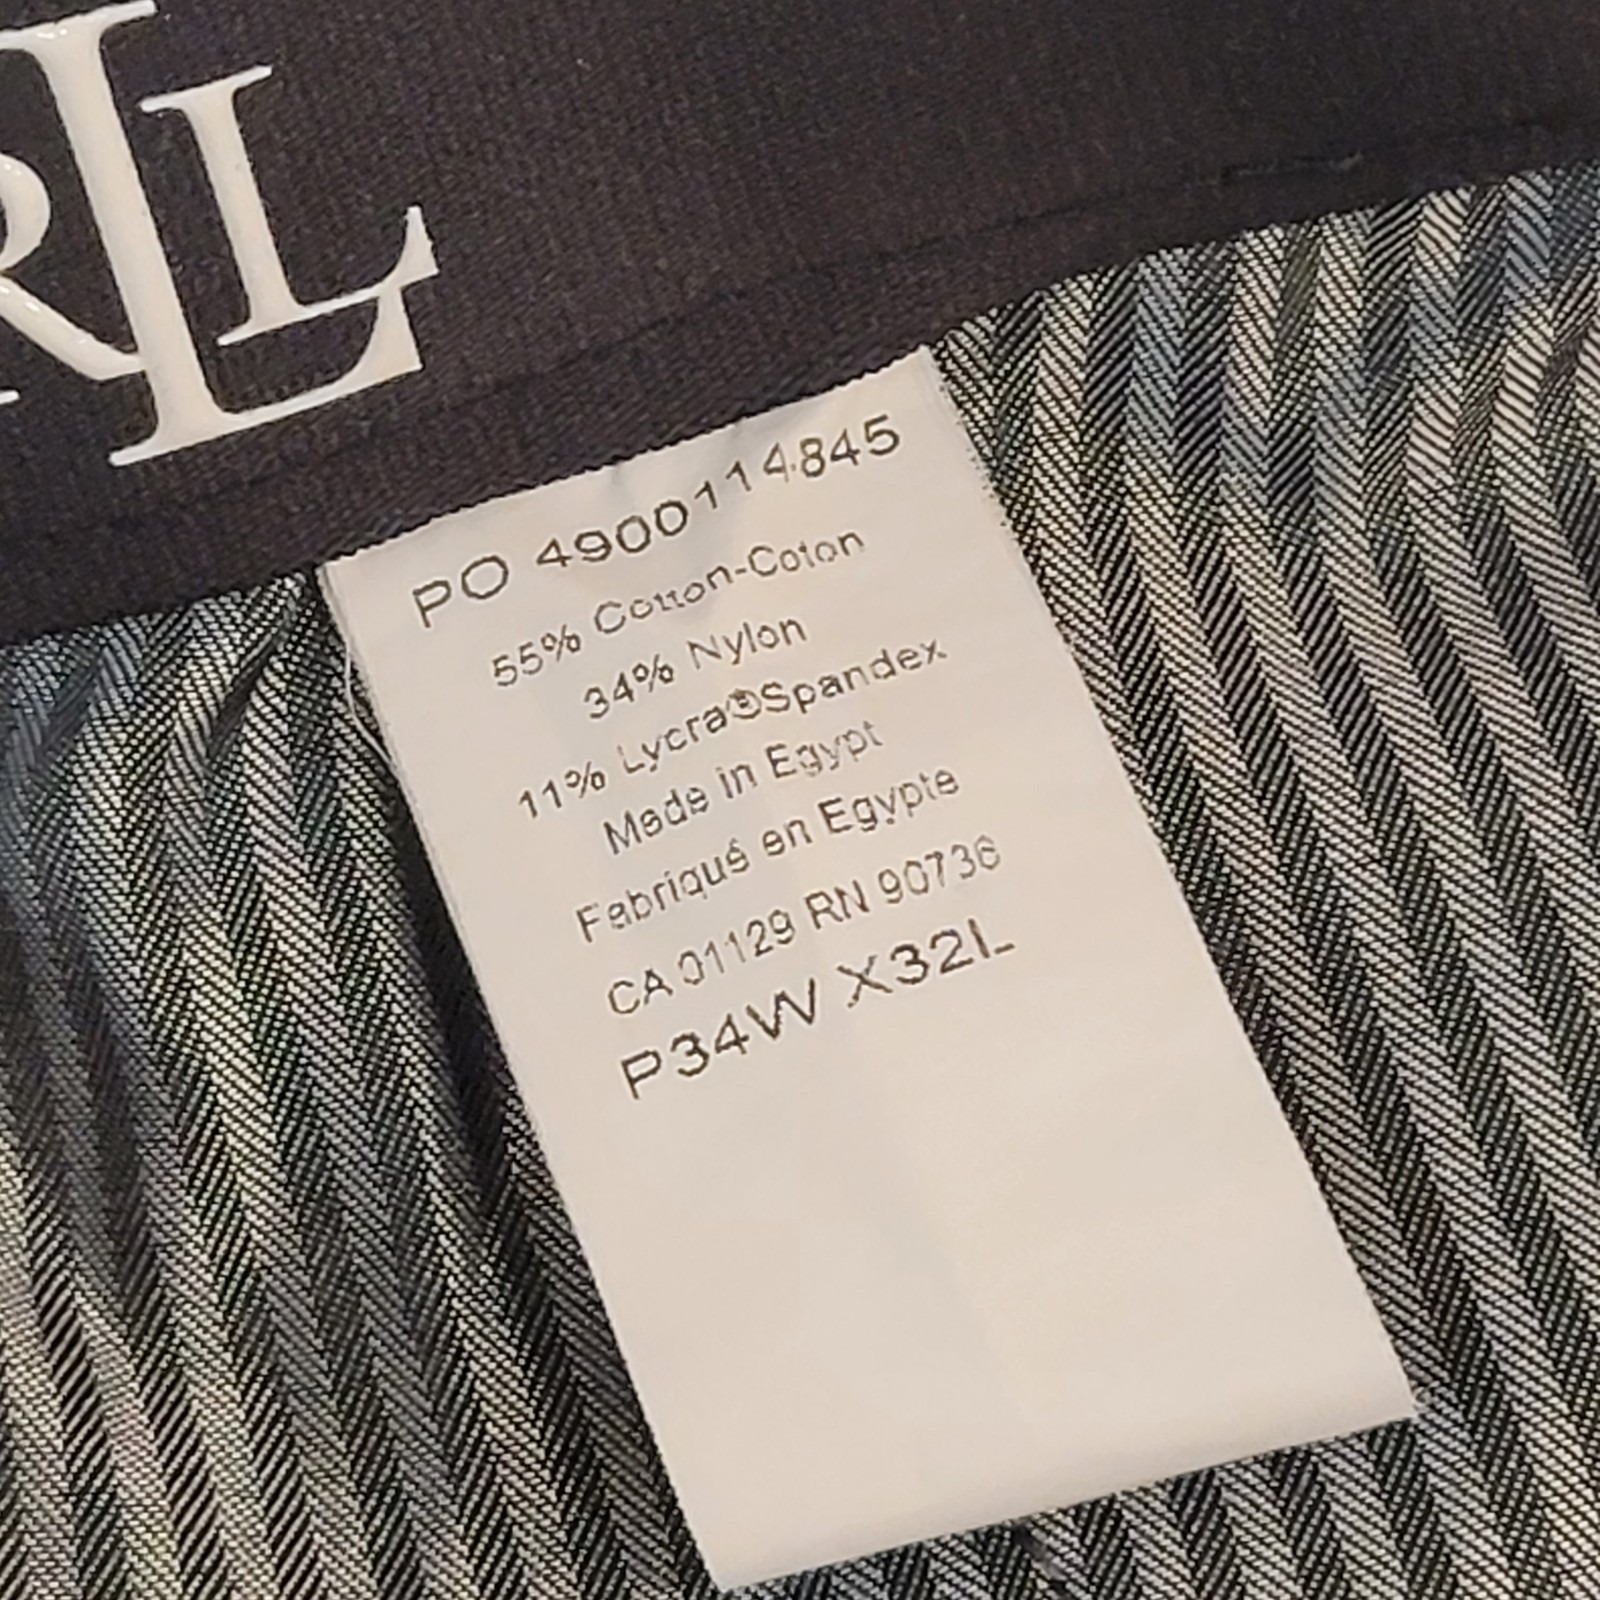 RLL
PO 4900114845
55% Cotton-Coton
34% Nylon
11% Lycra®Spandex
Made in Egypt
Fabriqué en Egypte
CA 01129 RN 90736
P34W X32L